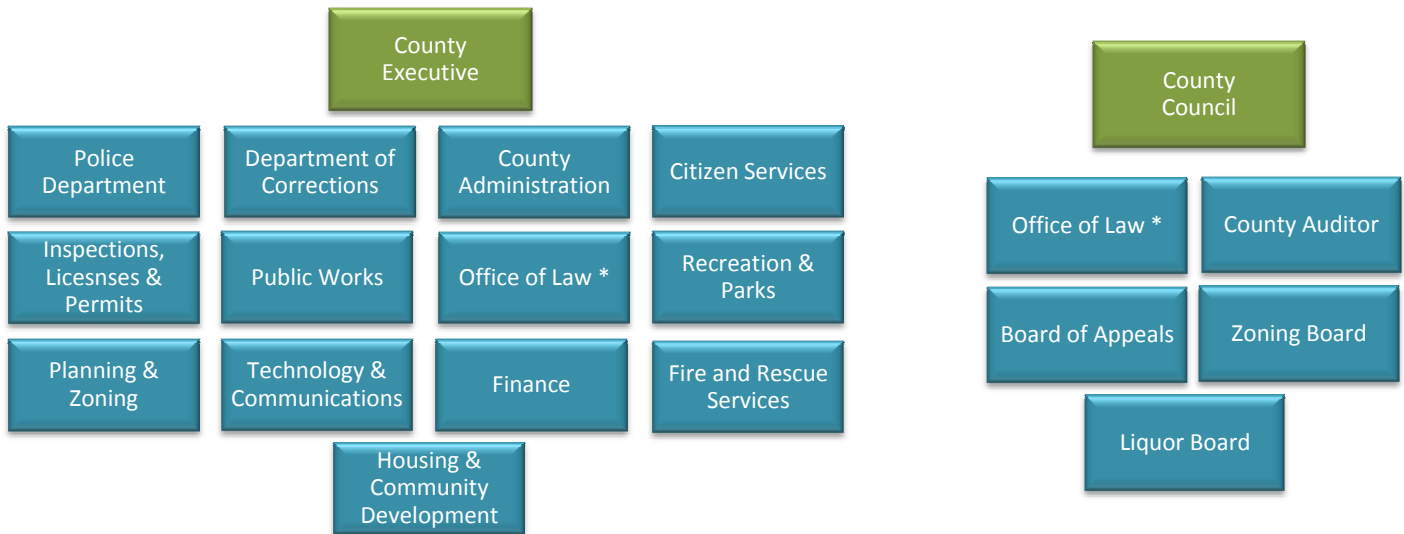 County
Executive
Police
Department
Department of
Corrections
County
Administration
Citizen Services
Inspections,
Licesnses &
Permits
Public Works
Office of Law *
Recreation &
Parks
Planning &
Zoning
Technology &
Communications
Finance
Fire and Rescue
Services
Housing &
Community
Development
County
Council
Office of Law *
County Auditor
Board of Appeals
Zoning Board
Liquor Board